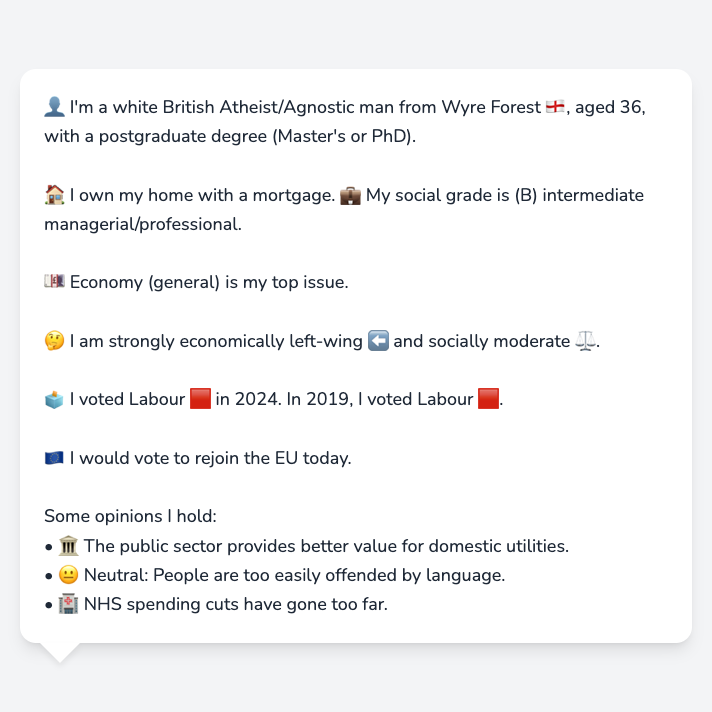 👤 I'm a white British Atheist/Agnostic man from Wyre Forest 🏴󠁧󠁢󠁥󠁮󠁧󠁿, aged 36,
with a postgraduate degree (Master's or PhD).
🏠 I own my home with a mortgage. 💼 My social grade is (B) intermediate
managerial/professional.
💷 Economy (general) is my top issue.
🤔 I am strongly economically left-wing ⬅️ and socially moderate ⚖️.
🗳️ I voted Labour 🟥 in 2024. In 2019, I voted Labour 🟥.
🇪🇺 I would vote to rejoin the EU today.
Some opinions I hold:
• 🏛️ The public sector provides better value for domestic utilities.
• 😐 Neutral: People are too easily offended by language.
• 🏥 NHS spending cuts have gone too far.